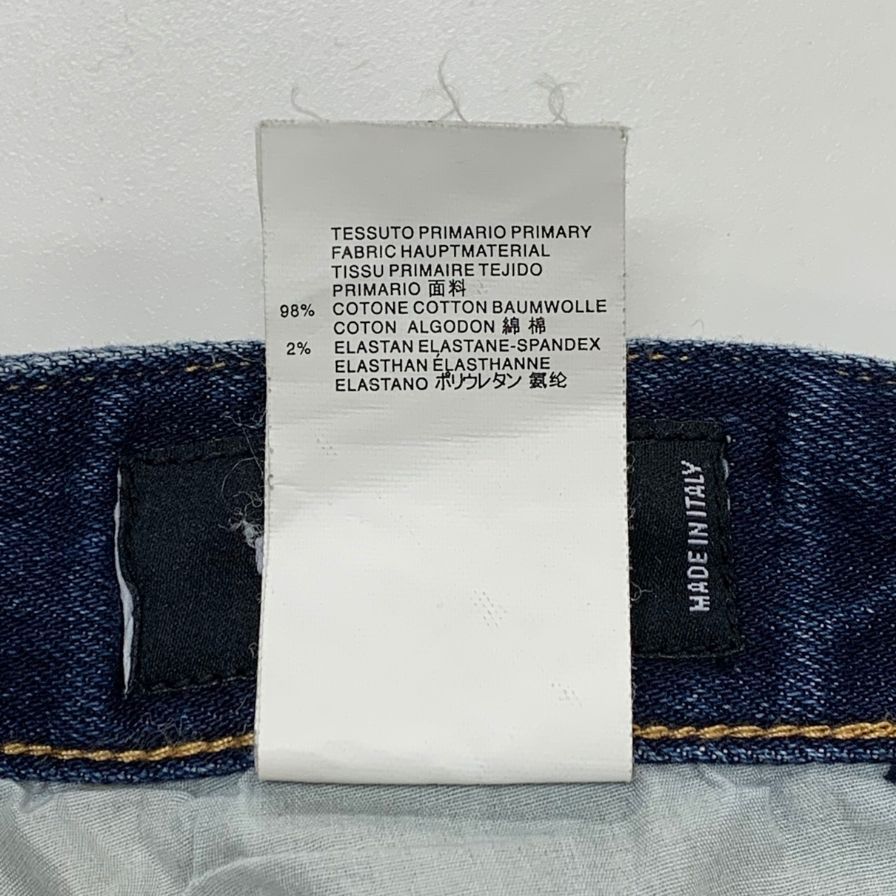 TESSUTO PRIMARIO PRIMARY
FABRIC HAUPTMATERIAL
TISSU PRIMAIRE TEJIDO
PRIMARIO 面料
98% COTONE COTTON BAUMWOLLE
COTON ALGODON 綿 棉
2% ELASTAN ELASTANE-SPANDEX
ELASTHAN ÉLASTHANNE
ELASTANO ポリウレタン 氨纶
MADE IN ITALY